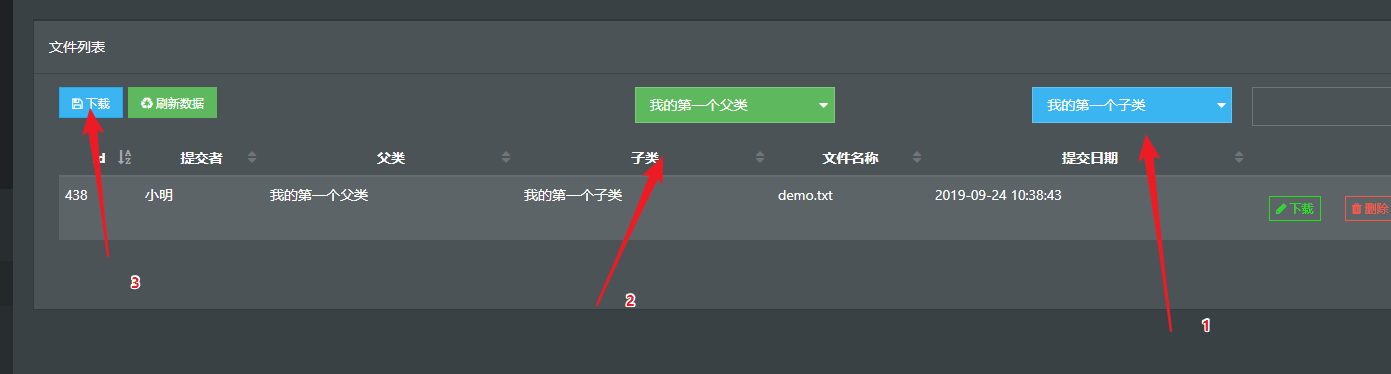 文件列表
下载 刷新数据 我的第一个父类 我的第一个子类
d 提交者 父类 子类 文件名称 提交日期
438 小明 我的第一个父类 我的第一个子类 demo.txt 2019-09-24 10:38:43 下载 删除
3
2
1